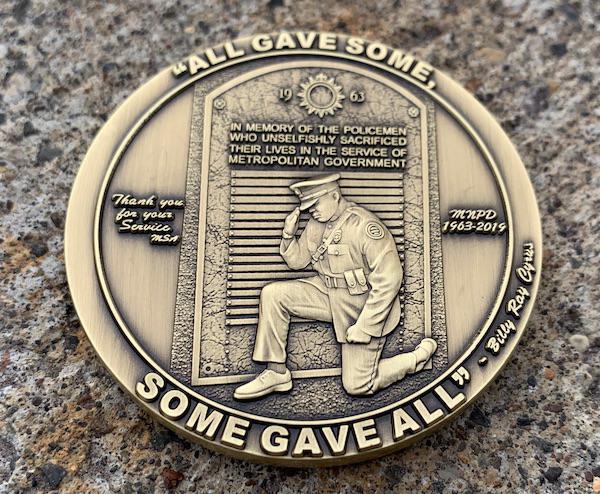 “ALL GAVE SOME,
19 63
IN MEMORY OF THE POLICEMEN
WHO UNSELFISHLY SACRIFICED
THEIR LIVES IN THE SERVICE OF
METROPOLITAN GOVERNMENT
Thank you
for your
Service
MSA
MNPD
1963-2019
SOME GAVE ALL”
- Billy Ray Cyrus